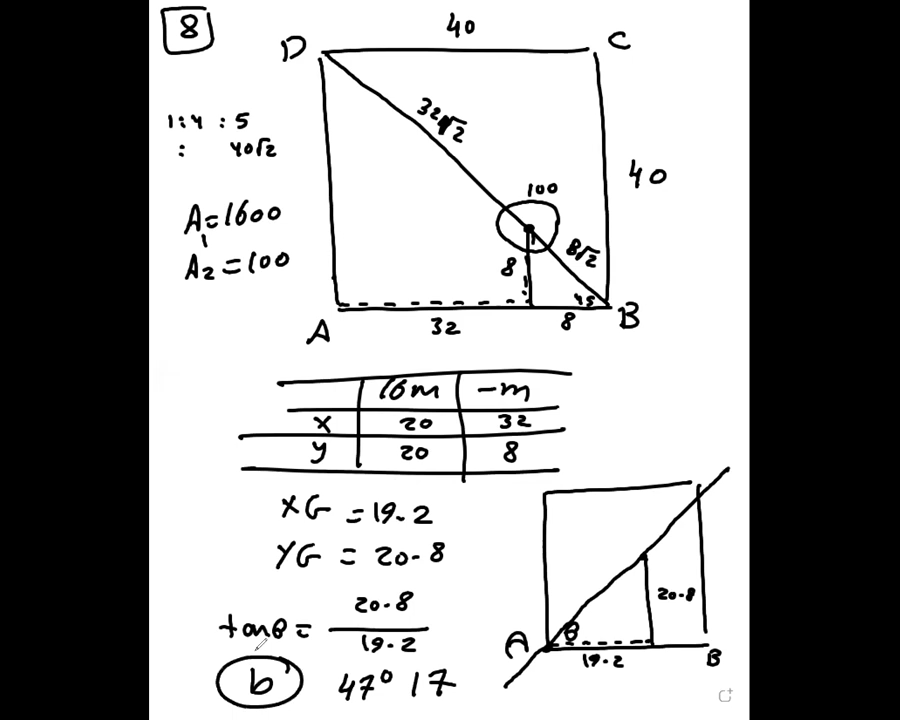 8
40
D
C
32√2
1:4 : 5
: 40√2
40
100
A1=1600
8√2
A2=100
8
45
A
32
8
B
16m -m
x 20 32
y 20 8
XG = 19.2
YG = 20.8
tanθ = 20.8 / 19.2
b 47° 17
20.8
θ
A
19.2
B